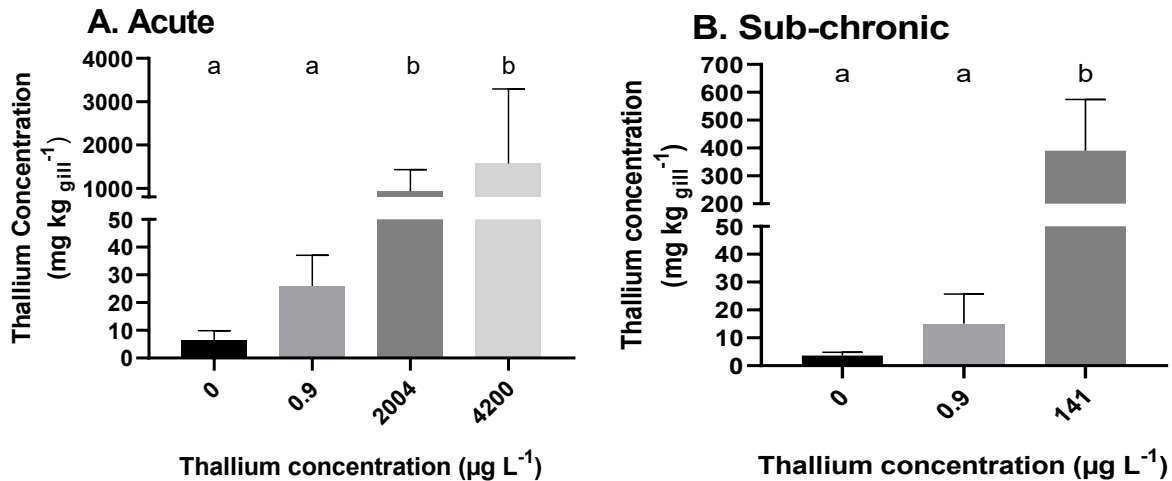 A. Acute
Thallium Concentration
(mg kg gill⁻¹)
4000
3000
2000
1000
50
40
30
20
10
0
a
a
b
b
0
0.9
2004
4200
Thallium concentration (µg L⁻¹)
B. Sub-chronic
Thallium concentration
(mg kg gill⁻¹)
700
600
500
400
300
200
50
40
30
20
10
0
a
a
b
0
0.9
141
Thallium concentration (µg L⁻¹)